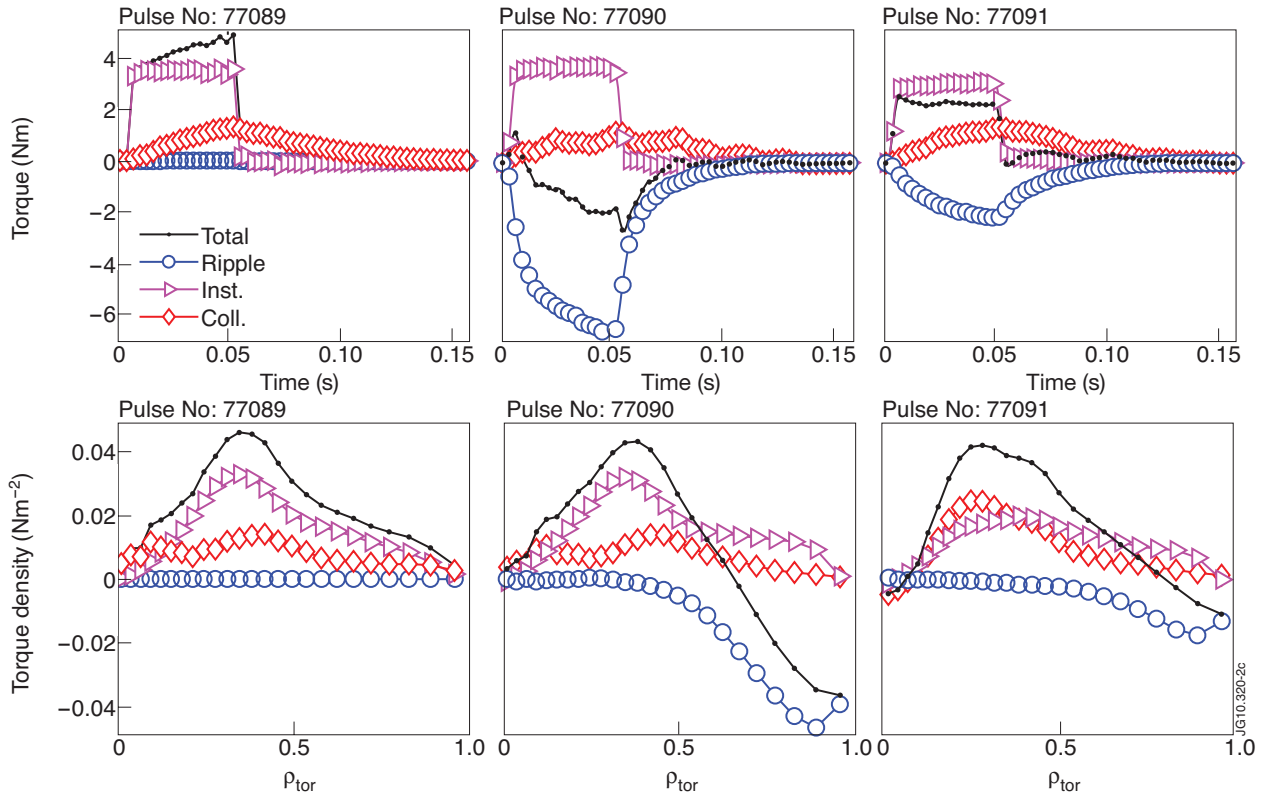 Pulse No: 77089 Pulse No: 77090 Pulse No: 77091
Torque (Nm)
4
2
0
−2
−4
−6
Total
Ripple
Inst.
Coll.
0 0.05 0.10 0.15 0 0.05 0.10 0.15 0 0.05 0.10 0.15
Time (s) Time (s) Time (s)
Pulse No: 77089 Pulse No: 77090 Pulse No: 77091
Torque density (Nm⁻²)
0.04
0.02
0
−0.02
−0.04
0 0.5 1.0 0 0.5 1.0 0 0.5 1.0
ρtor ρtor ρtor
JG10.320-2c